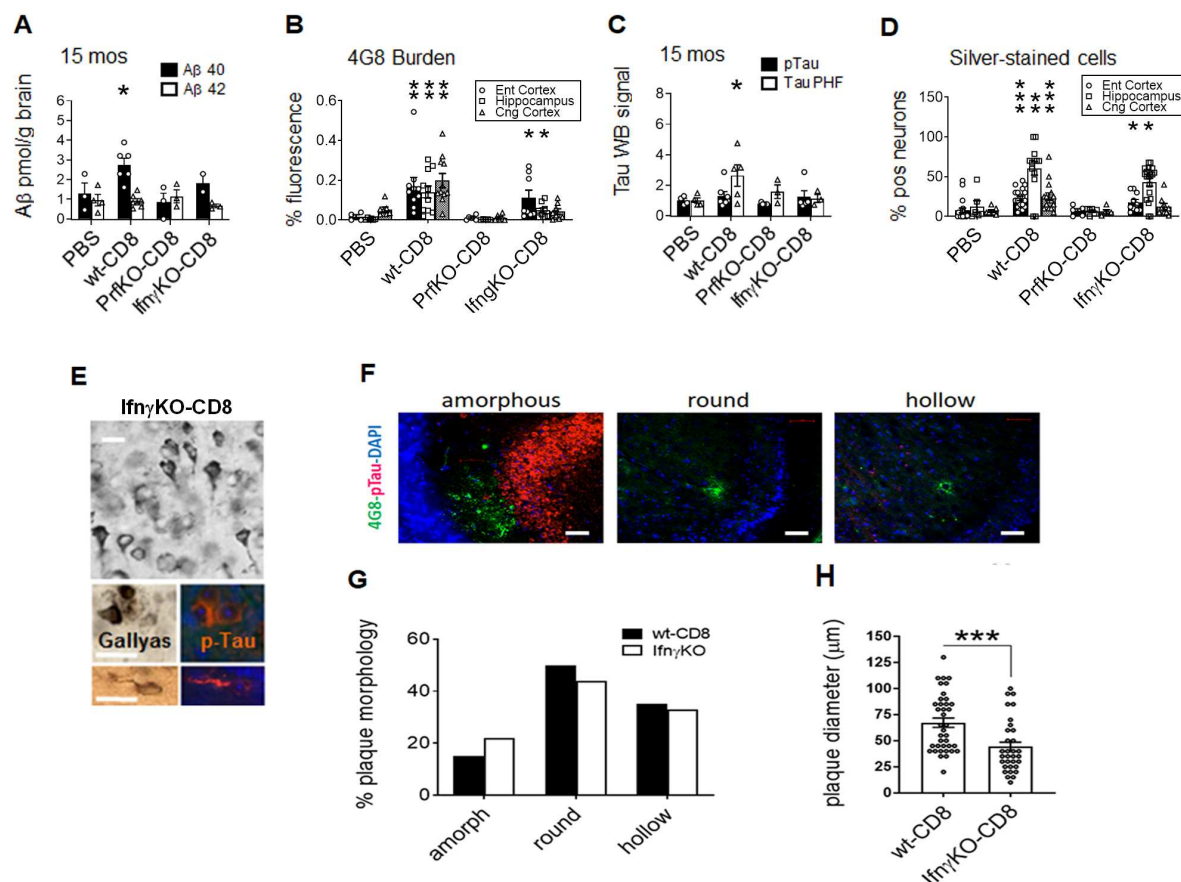 A
15 mos
Aβ 40
Aβ 42
Aβ pmol/g brain
6
5
4
3
2
1
0
*
PBS
wt-CD8
PrfKO-CD8
IfnγKO-CD8
B
4G8 Burden
Ent Cortex
Hippocampus
Cng Cortex
% fluorescence
0.6
0.4
0.2
0.0
** ** **
* *
PBS
wt-CD8
PrfKO-CD8
IfngKO-CD8
C
15 mos
pTau
Tau PHF
Tau WB signal
8
6
4
2
0
*
PBS
wt-CD8
PrfKO-CD8
IfnγKO-CD8
D
Silver-stained cells
Ent Cortex
Hippocampus
Cng Cortex
% pos neurons
150
100
50
0
*** *** ***
* *
PBS
wt-CD8
PrfKO-CD8
IfnγKO-CD8
E
IfnγKO-CD8
Gallyas
p-Tau
F
amorphous
round
hollow
4G8-pTau-DAPI
G
wt-CD8
IfnγKO
% plaque morphology
60
40
20
0
amorph
round
hollow
H
***
plaque diameter (μm)
150
125
100
75
50
25
0
wt-CD8
IfnγKO-CD8